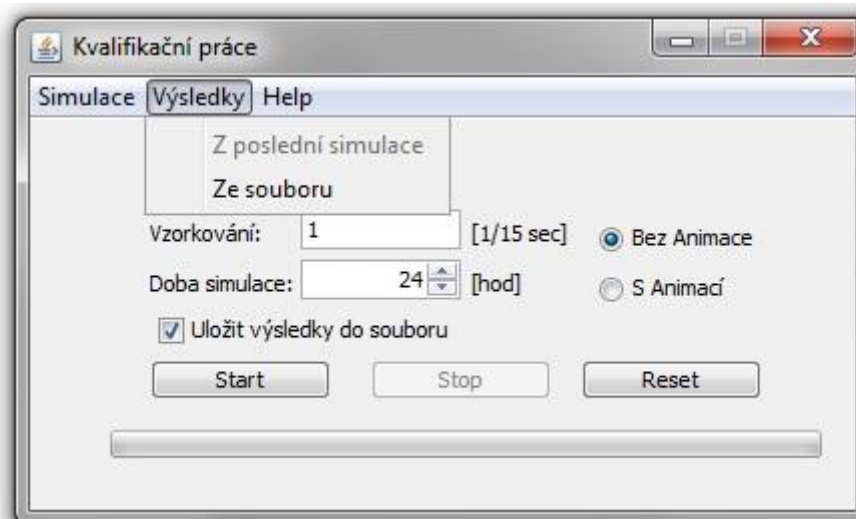 Kvalifikační práce
Simulace Výsledky Help
Z poslední simulace
Ze souboru
Vzorkování: 1 [1/15 sec] Bez Animace
Doba simulace: 24 [hod] S Animací
Uložit výsledky do souboru
Start Stop Reset